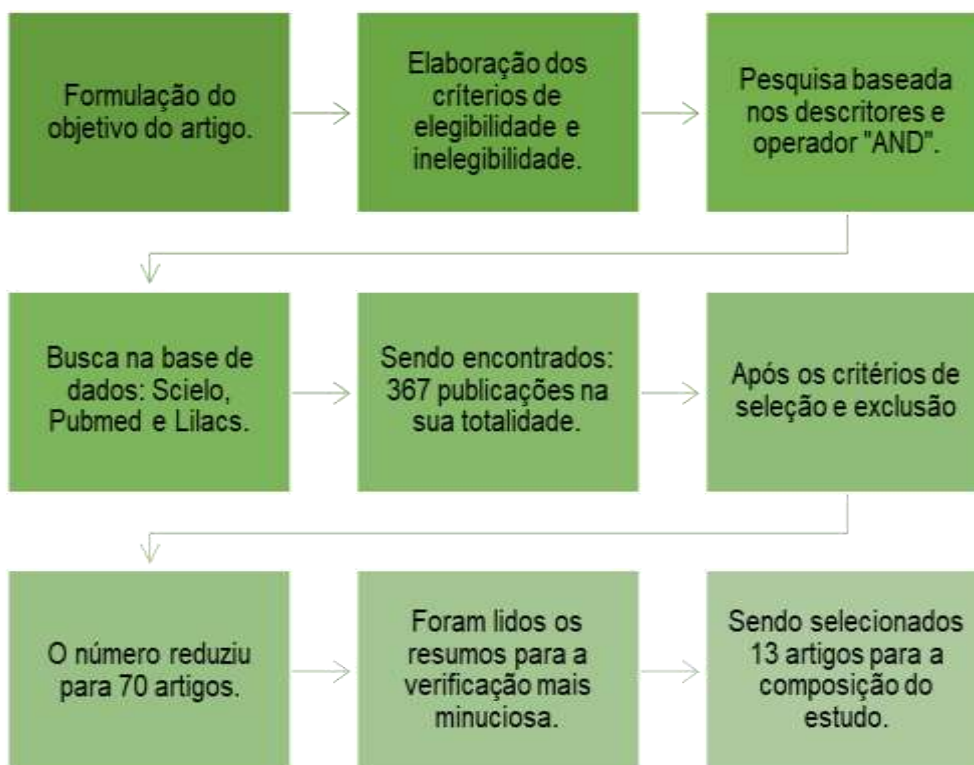 Formulação do
objetivo do artigo.
Elaboração dos
críterios de
elegibilidade e
inelegibilidade.
Pesquisa baseada
nos descritores e
operador "AND".
Busca na base de
dados: Scielo,
Pubmed e Lilacs.
Sendo encontrados:
367 publicações na
sua totalidade.
Após os critérios de
seleção e exclusão
O número reduziu
para 70 artigos.
Foram lidos os
resumos para a
verificação mais
minuciosa.
Sendo selecionados
13 artigos para a
composição do
estudo.